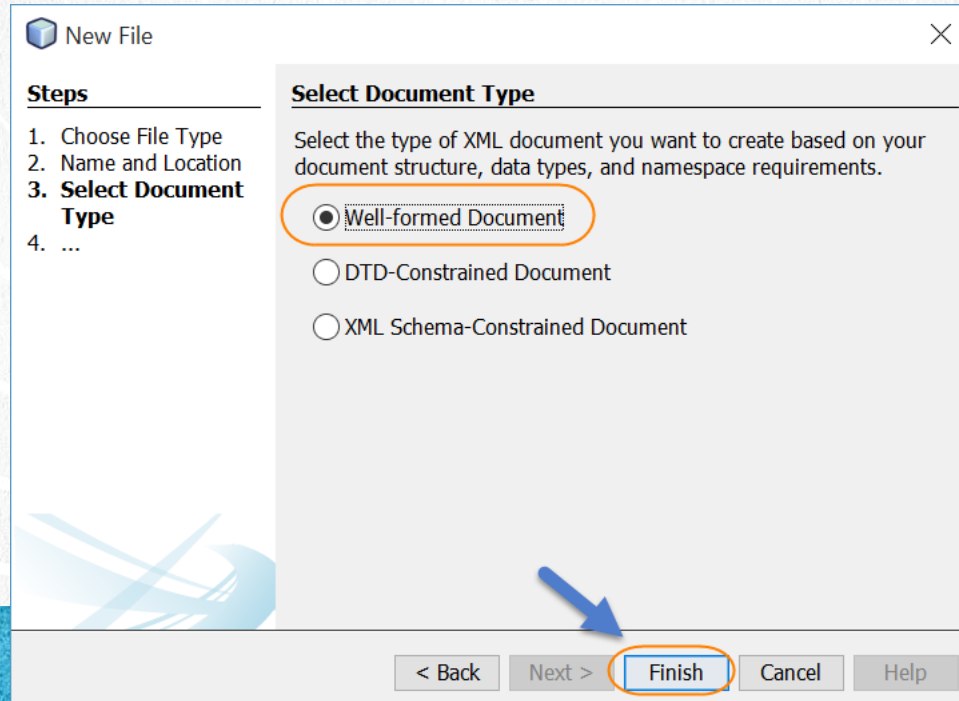 New File
Steps
1. Choose File Type
2. Name and Location
3. Select Document
Type
4. ...
Select Document Type
Select the type of XML document you want to create based on your
document structure, data types, and namespace requirements.
Well-formed Document
DTD-Constrained Document
XML Schema-Constrained Document
< Back Next > Finish Cancel Help